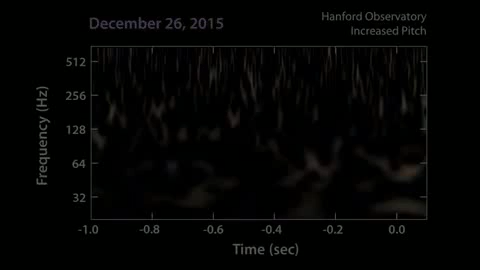 December 26, 2015
Hanford Observatory
Increased Pitch
Frequency (Hz)
512
256
128
64
32
-1.0 -0.8 -0.6 -0.4 -0.2 0.0
Time (sec)